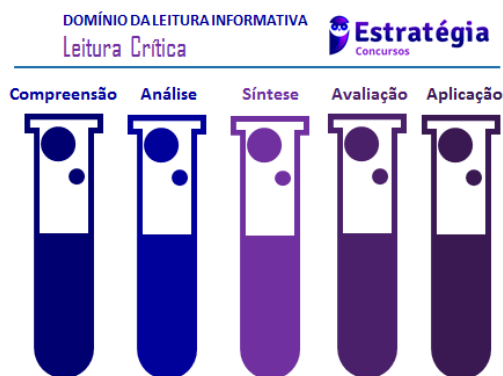 DOMÍNIO DA LEITURA INFORMATIVA
Leitura Crítica
Estratégia
Concursos
Compreensão Análise Síntese Avaliação Aplicação